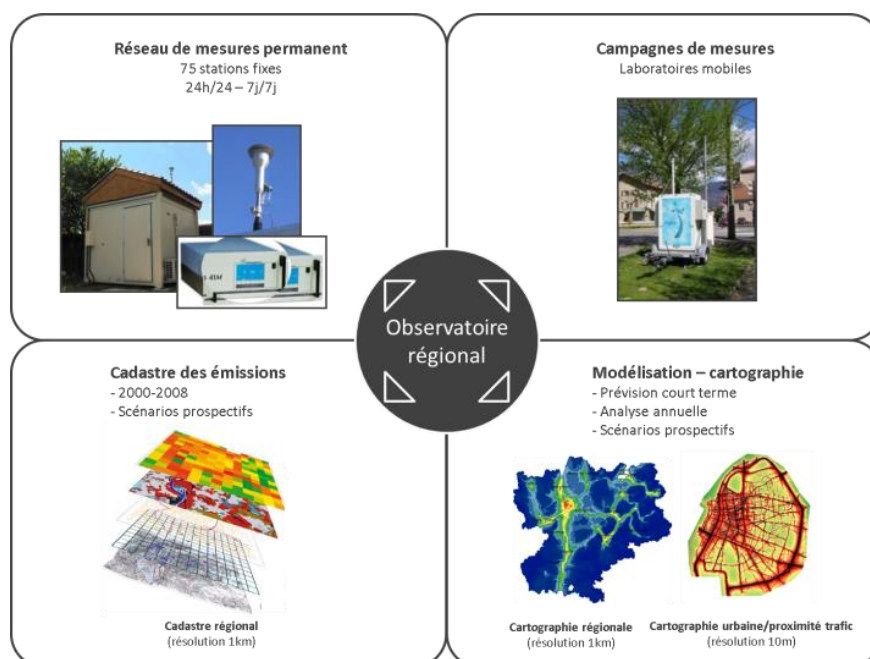 Réseau de mesures permanent
75 stations fixes
24h/24 – 7j/7j
Campagnes de mesures
Laboratoires mobiles
Observatoire
régional
Cadastre des émissions
- 2000-2008
- Scénarios prospectifs
Cadastre régional
(résolution 1km)
Modélisation – cartographie
- Prévision court terme
- Analyse annuelle
- Scénarios prospectifs
Cartographie régionale
(résolution 1km)
Cartographie urbaine/proximité trafic
(résolution 10m)